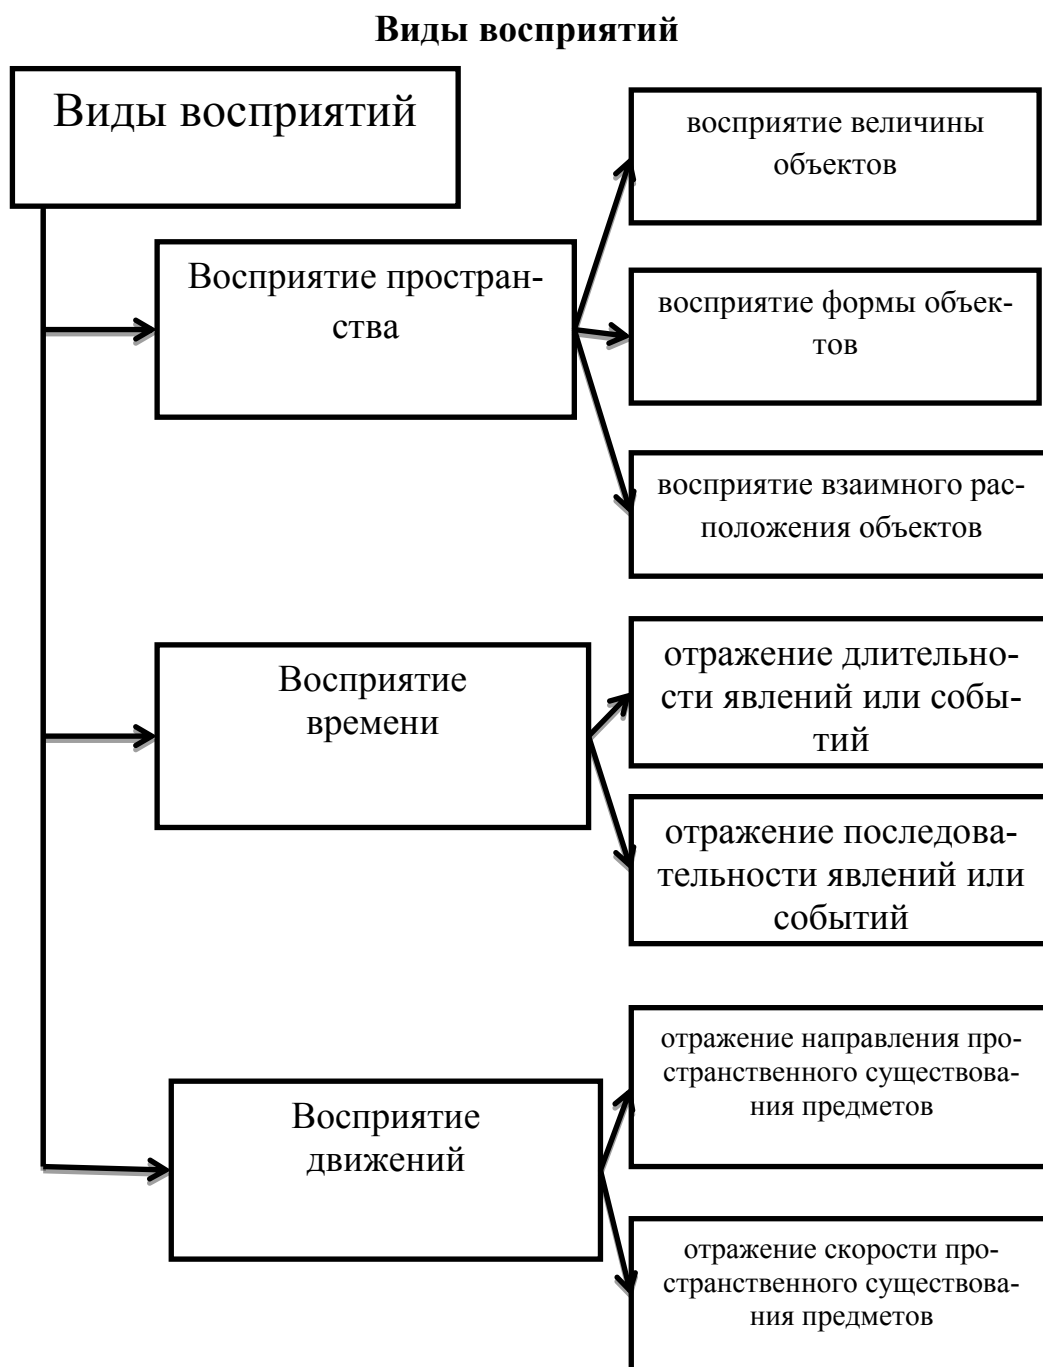 Виды восприятий
Виды восприятий
восприятие величины
объектов
Восприятие простран-
ства
восприятие формы объек-
тов
восприятие взаимного рас-
положения объектов
Восприятие
времени
отражение длительно-
сти явлений или собы-
тий
отражение последова-
тельности явлений или
событий
Восприятие
движений
отражение направления про-
странственного существова-
ния предметов
отражение скорости про-
странственного существова-
ния предметов